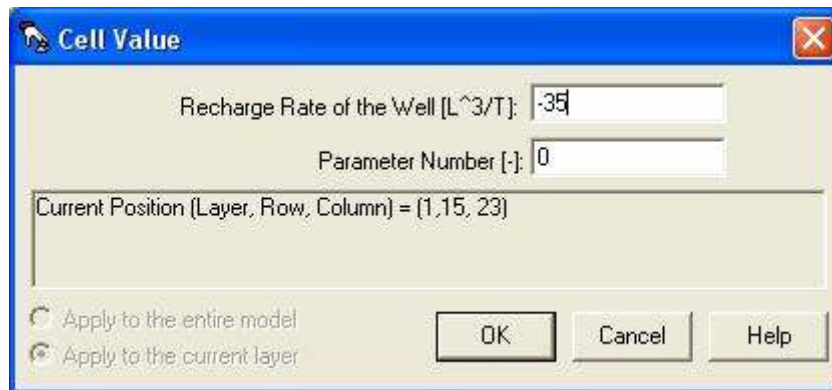 Cell Value
Recharge Rate of the Well [L^3/T]: -35
Parameter Number [-]: 0
Current Position (Layer, Row, Column) = (1,15, 23)
Apply to the entire model
Apply to the current layer
OK Cancel Help